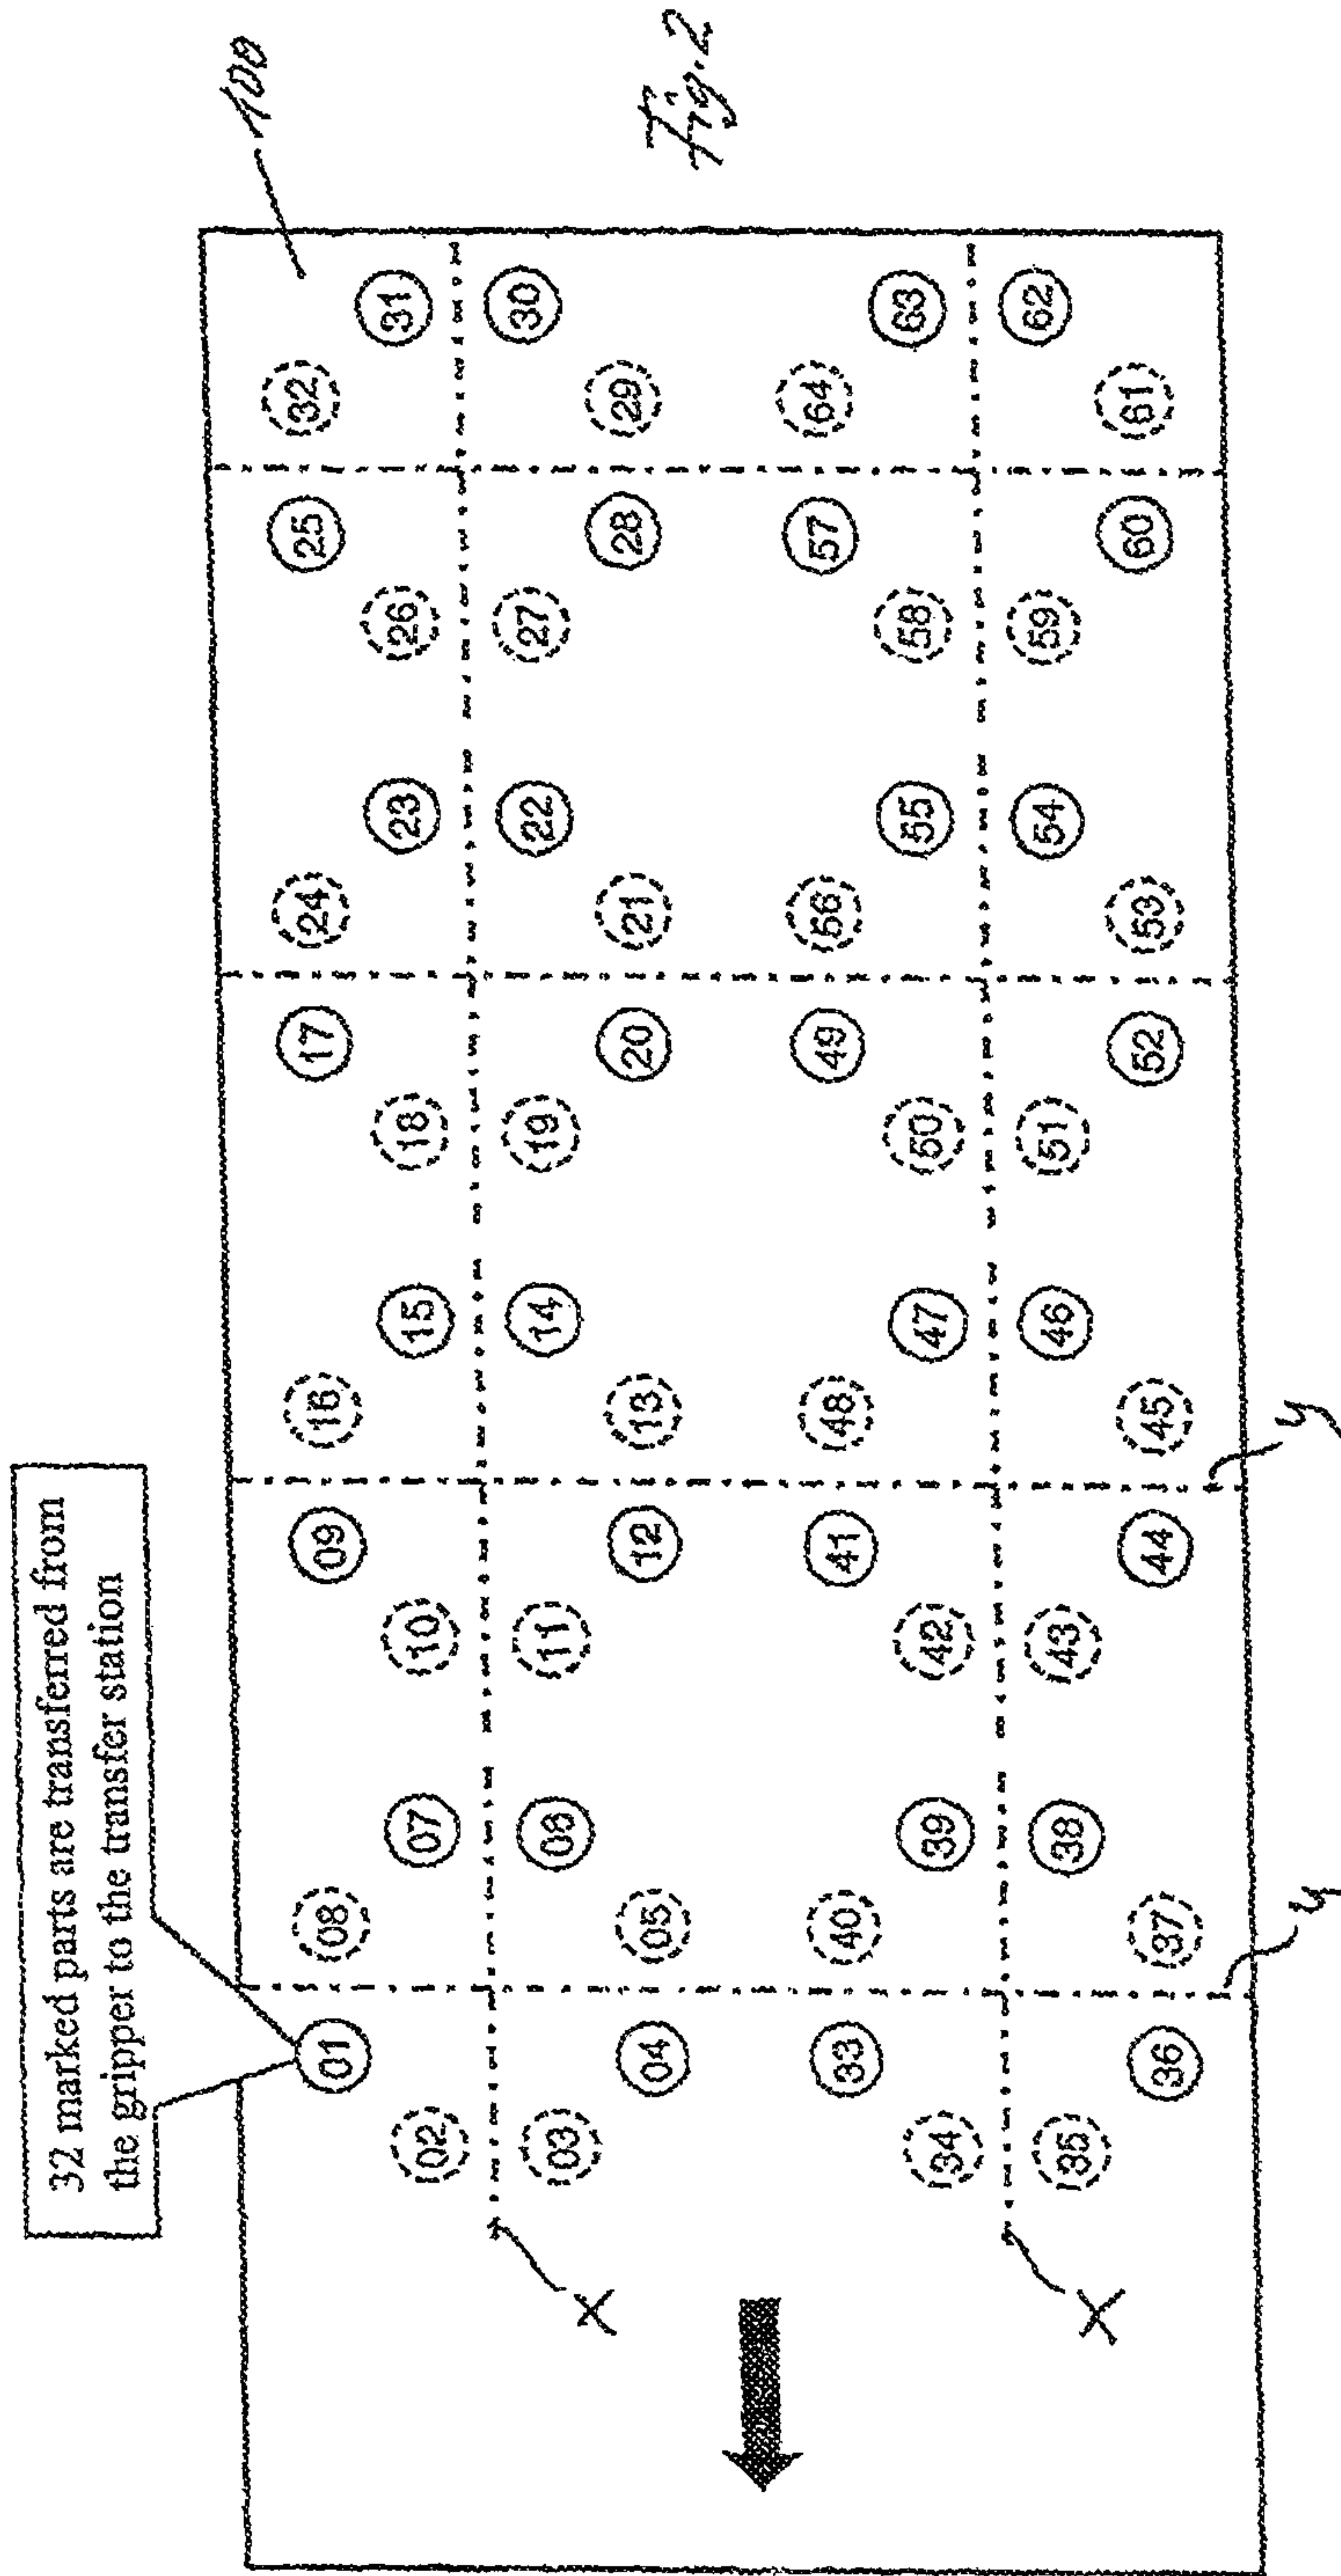 32 marked parts are transferred from
the gripper to the transfer station
100
01 08 09 16 17 24 25 32
02 07 10 15 18 23 26 31
03 06 11 14 19 22 27 30
X
04 05 12 13 20 21 28 29
Fig. 2
33 40 41 48 49 56 57 64
34 39 42 47 50 55 58 63
35 38 43 46 51 54 59 62
X
36 37 44 45 52 53 60 61
y y